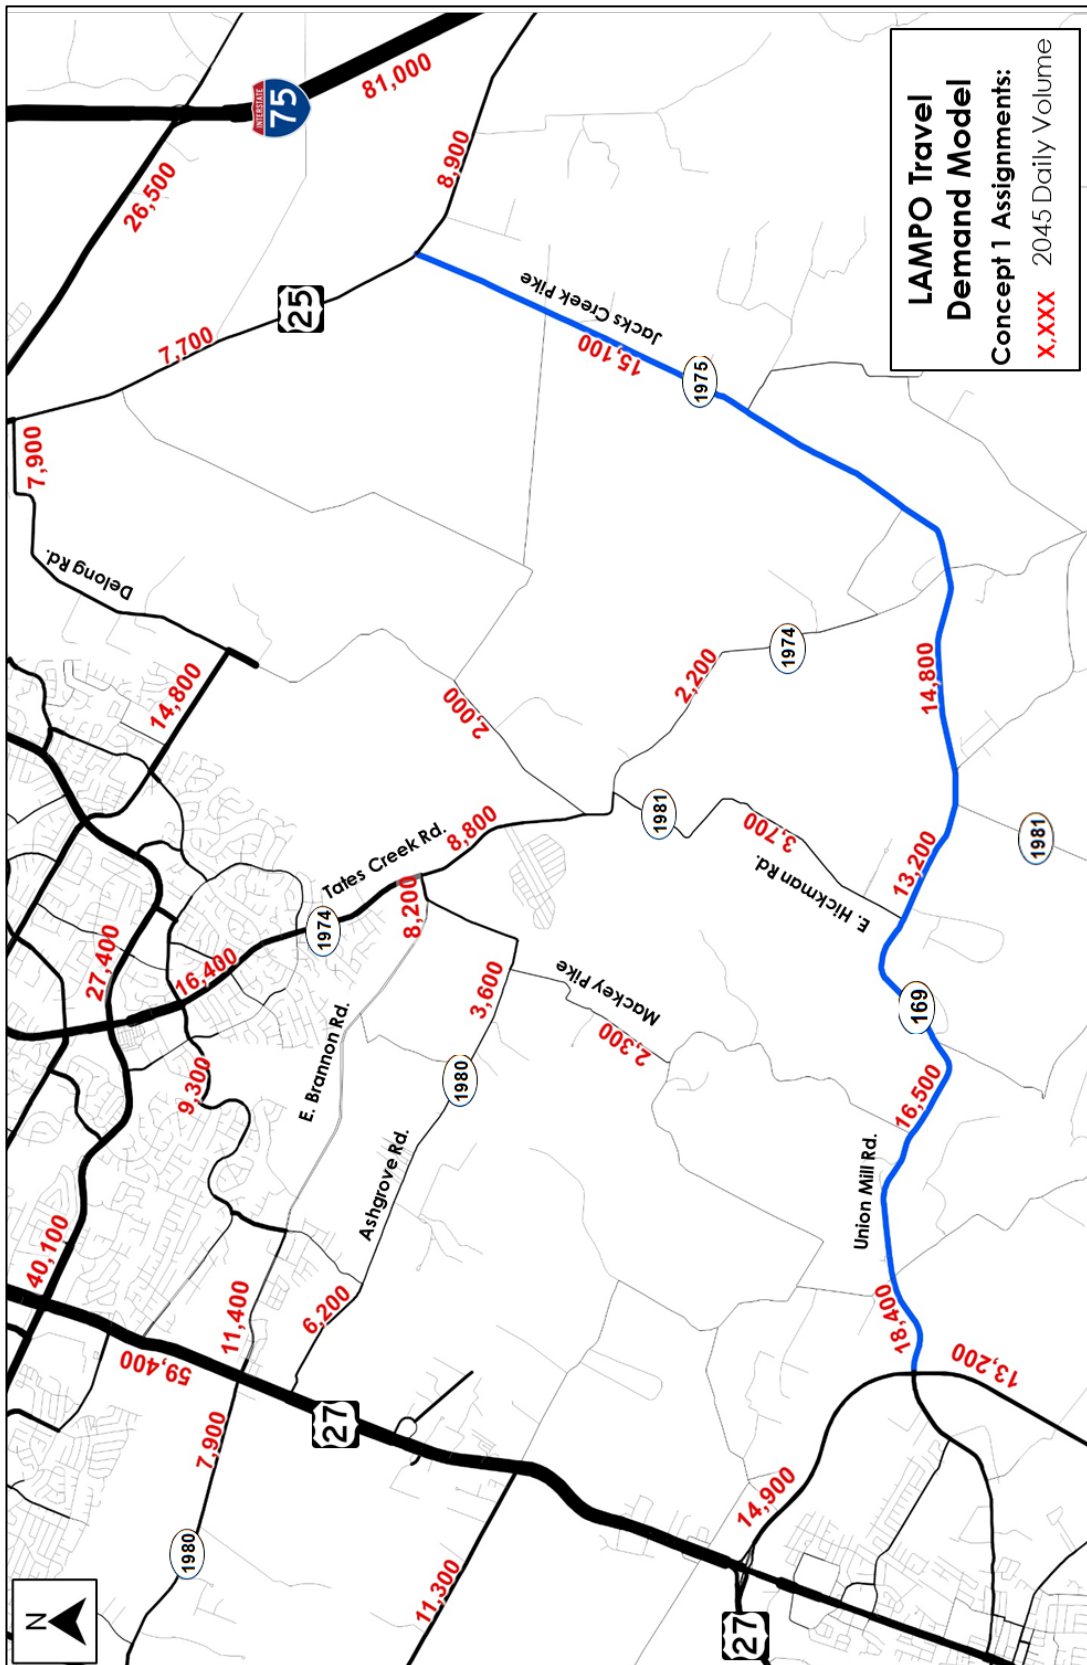 INTERSTATE
75
81,000
26,500
8,900
25
7,700
7,900
Delong Rd.
LAMPO Travel
Demand Model
Concept 1 Assignments:
X,XXX 2045 Daily Volume
Jacks Creek Pike
15,100
1975
14,800
2,000
2,200
1974
14,800
Tates Creek Rd.
8,800
1981
3,700
E. Hickman Rd.
13,200
1981
8,200
1974
16,400
27,400
9,300
E. Brannon Rd.
3,600
Mackey Pike
2,300
1980
Ashgrove Rd.
169
16,500
Union Mill Rd.
18,400
13,200
40,100
11,400
6,200
59,400
27
7,900
1980
14,900
11,300
27
N